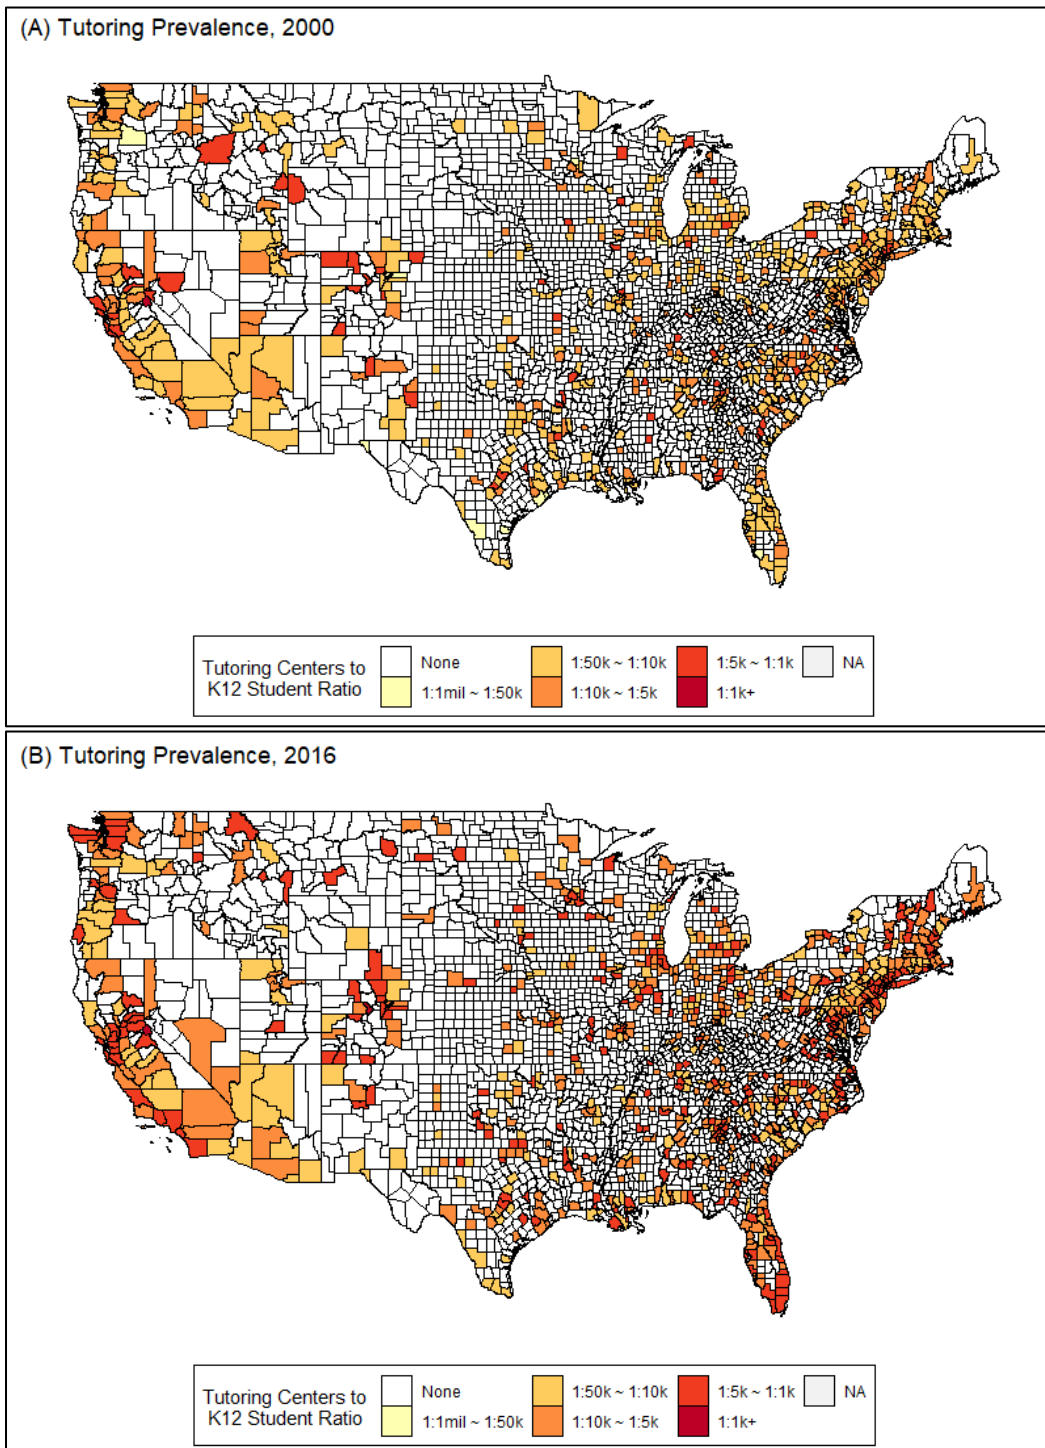 (A) Tutoring Prevalence, 2000
Tutoring Centers to
K12 Student Ratio
None
1:50k ~ 1:10k
1:5k ~ 1:1k
NA
1:1mil ~ 1:50k
1:10k ~ 1:5k
1:1k+
(B) Tutoring Prevalence, 2016
Tutoring Centers to
K12 Student Ratio
None
1:50k ~ 1:10k
1:5k ~ 1:1k
NA
1:1mil ~ 1:50k
1:10k ~ 1:5k
1:1k+